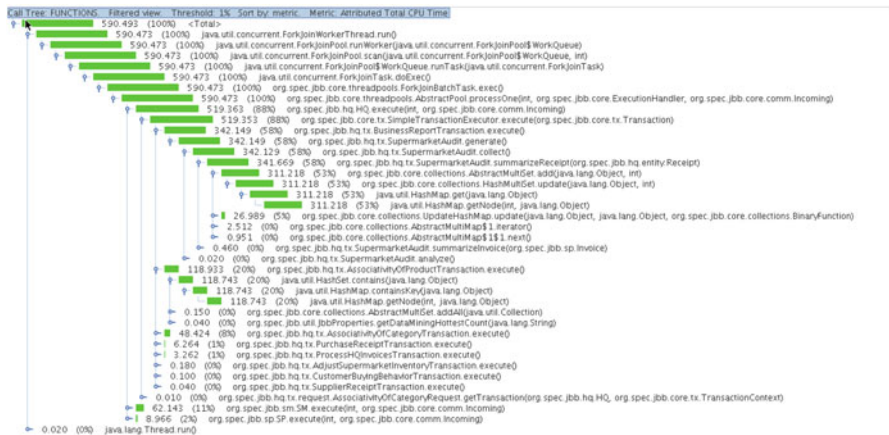 Call Tree: FUNCTIONS. Filtered view. Threshold: 1% Sort by: metric. Metric: Attributed Total CPU Time
590.493 (100%) <Total>
590.473 (100%) java.util.concurrent.ForkJoinWorkerThread.run()
590.473 (100%) java.util.concurrent.ForkJoinPool.runWorker(java.util.concurrent.ForkJoinPool$WorkQueue)
590.473 (100%) java.util.concurrent.ForkJoinPool.scan(java.util.concurrent.ForkJoinPool$WorkQueue, int)
590.473 (100%) java.util.concurrent.ForkJoinPool$WorkQueue.runTask(java.util.concurrent.ForkJoinTask)
590.473 (100%) java.util.concurrent.ForkJoinTask.doExec()
590.473 (100%) org.spec.jbb.core.threadpools.ForkJoinBatchTask.exec()
590.473 (100%) org.spec.jbb.core.threadpools.AbstractPool.processOne(int, org.spec.jbb.core.ExecutionHandler, org.spec.jbb.core.comm.Incoming)
519.363 (88%) org.spec.jbb.hq.HQ.execute(int, org.spec.jbb.core.comm.Incoming)
519.353 (88%) org.spec.jbb.core.tx.SimpleTransactionExecutor.execute(org.spec.jbb.core.tx.Transaction)
342.149 (58%) org.spec.jbb.hq.tx.BusinessReportTransaction.execute()
342.149 (58%) org.spec.jbb.hq.tx.SupermarketAudit.generate()
342.129 (58%) org.spec.jbb.hq.tx.SupermarketAudit.collect()
341.669 (58%) org.spec.jbb.hq.tx.SupermarketAudit.summarizeReceipt(org.spec.jbb.hq.entity.Receipt)
311.218 (53%) org.spec.jbb.core.collections.AbstractMultiSet.add(java.lang.Object, int)
311.218 (53%) org.spec.jbb.core.collections.HashMultiSet.update(java.lang.Object, int)
311.218 (53%) java.util.HashMap.get(java.lang.Object)
311.218 (53%) java.util.HashMap.getNode(int, java.lang.Object)
26.989 (5%) org.spec.jbb.core.collections.UpdateHashMap.update(java.lang.Object, java.lang.Object, org.spec.jbb.core.collections.BinaryFunction)
2.512 (0%) org.spec.jbb.core.collections.AbstractMultiMap$1.iterator()
0.951 (0%) org.spec.jbb.core.collections.AbstractMultiMap$1$1.next()
0.460 (0%) org.spec.jbb.hq.tx.SupermarketAudit.summarizeInvoice(org.spec.jbb.sp.Invoice)
0.020 (0%) org.spec.jbb.hq.tx.SupermarketAudit.analyze()
118.933 (20%) org.spec.jbb.hq.tx.AssociativityOfProductTransaction.execute()
118.743 (20%) java.util.HashSet.contains(java.lang.Object)
118.743 (20%) java.util.HashMap.containsKey(java.lang.Object)
118.743 (20%) java.util.HashMap.getNode(int, java.lang.Object)
0.150 (0%) org.spec.jbb.core.collections.AbstractMultiSet.addAll(java.util.Collection)
0.040 (0%) org.spec.jbb.util.JbbProperties.getDataMiningHottestCount(java.lang.String)
48.424 (8%) org.spec.jbb.hq.tx.AssociativityOfCategoryTransaction.execute()
6.264 (1%) org.spec.jbb.hq.tx.PurchaseReceiptTransaction.execute()
3.262 (1%) org.spec.jbb.hq.tx.ProcessHQInvoicesTransaction.execute()
0.180 (0%) org.spec.jbb.hq.tx.AdjustSupermarketInventoryTransaction.execute()
0.100 (0%) org.spec.jbb.hq.tx.CustomerBuyingBehaviorTransaction.execute()
0.040 (0%) org.spec.jbb.hq.tx.SupplierReceiptTransaction.execute()
0.010 (0%) org.spec.jbb.hq.tx.request.AssociativityOfCategoryRequest.getTransaction(org.spec.jbb.hq.HQ, org.spec.jbb.core.tx.TransactionContext)
62.143 (11%) org.spec.jbb.sm.SM.execute(int, org.spec.jbb.core.comm.Incoming)
8.966 (2%) org.spec.jbb.sp.SP.execute(int, org.spec.jbb.core.comm.Incoming)
0.020 (0%) java.lang.Thread.run()